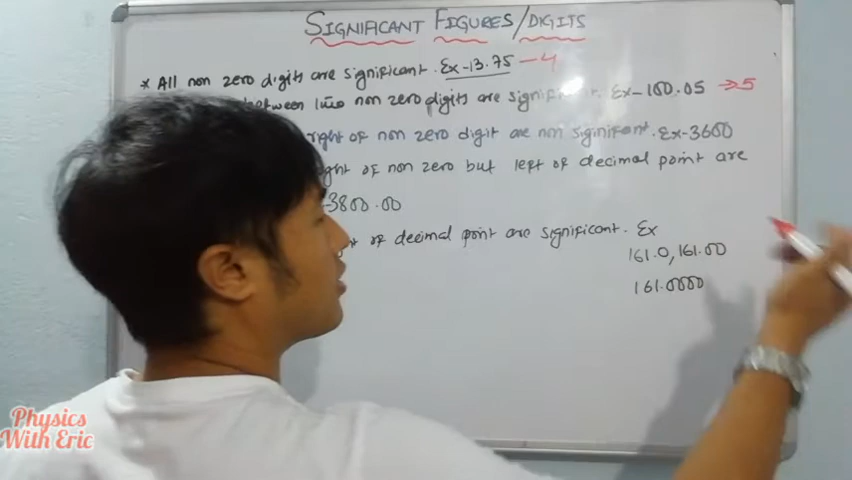 SIGNIFICANT FIGURES/DIGITS
* All non zero digits are significant. Ex-13.75 -4
between two non zero digits are significant. Ex-100.05 →5
right of non zero digit are non siginificant. Ex-3600
ght of non zero but left of decimal point are
3800.00
t of decimal point are significant. Ex
161.0, 161.00
161.0000
Physics
With Eric